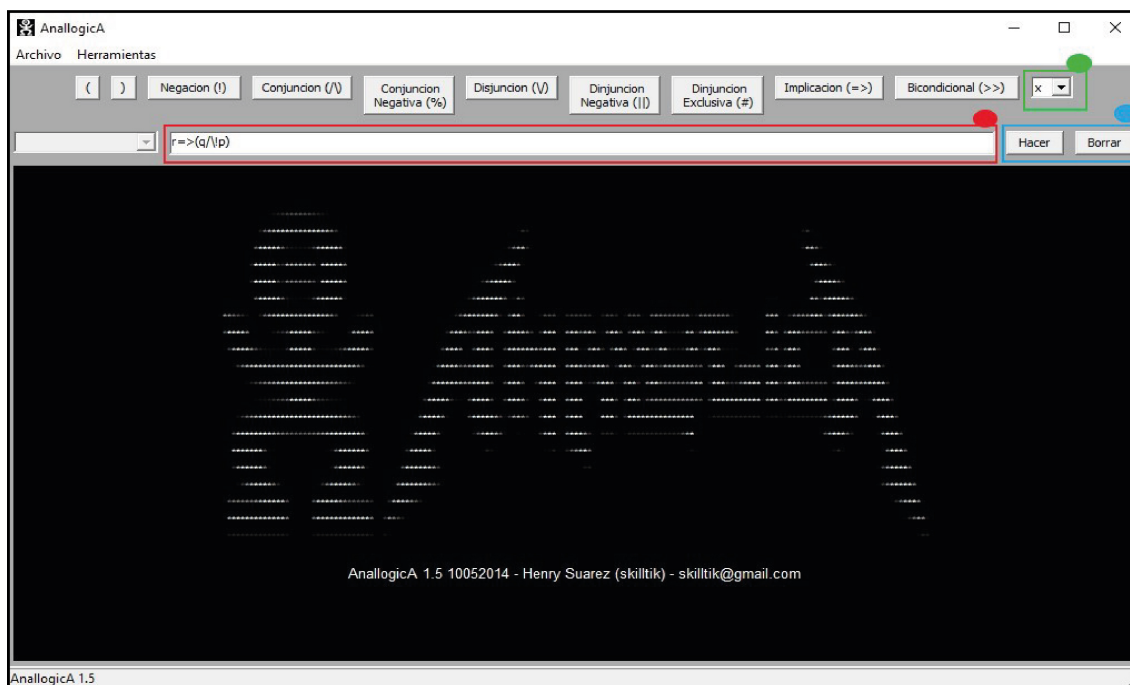 AnallogicA
Archivo Herramientas
( ) Negacion (!) Conjuncion (/\) Conjuncion Negativa (%) Disjuncion (\/) Dinjuncion Negativa (||) Dinjuncion Exclusiva (#) Implicacion (=>) Bicondicional (>>) x
r=>(q/\!p) Hacer Borrar
AnallogicA 1.5 10052014 - Henry Suarez (skilltik) - skilltik@gmail.com
AnallogicA 1.5